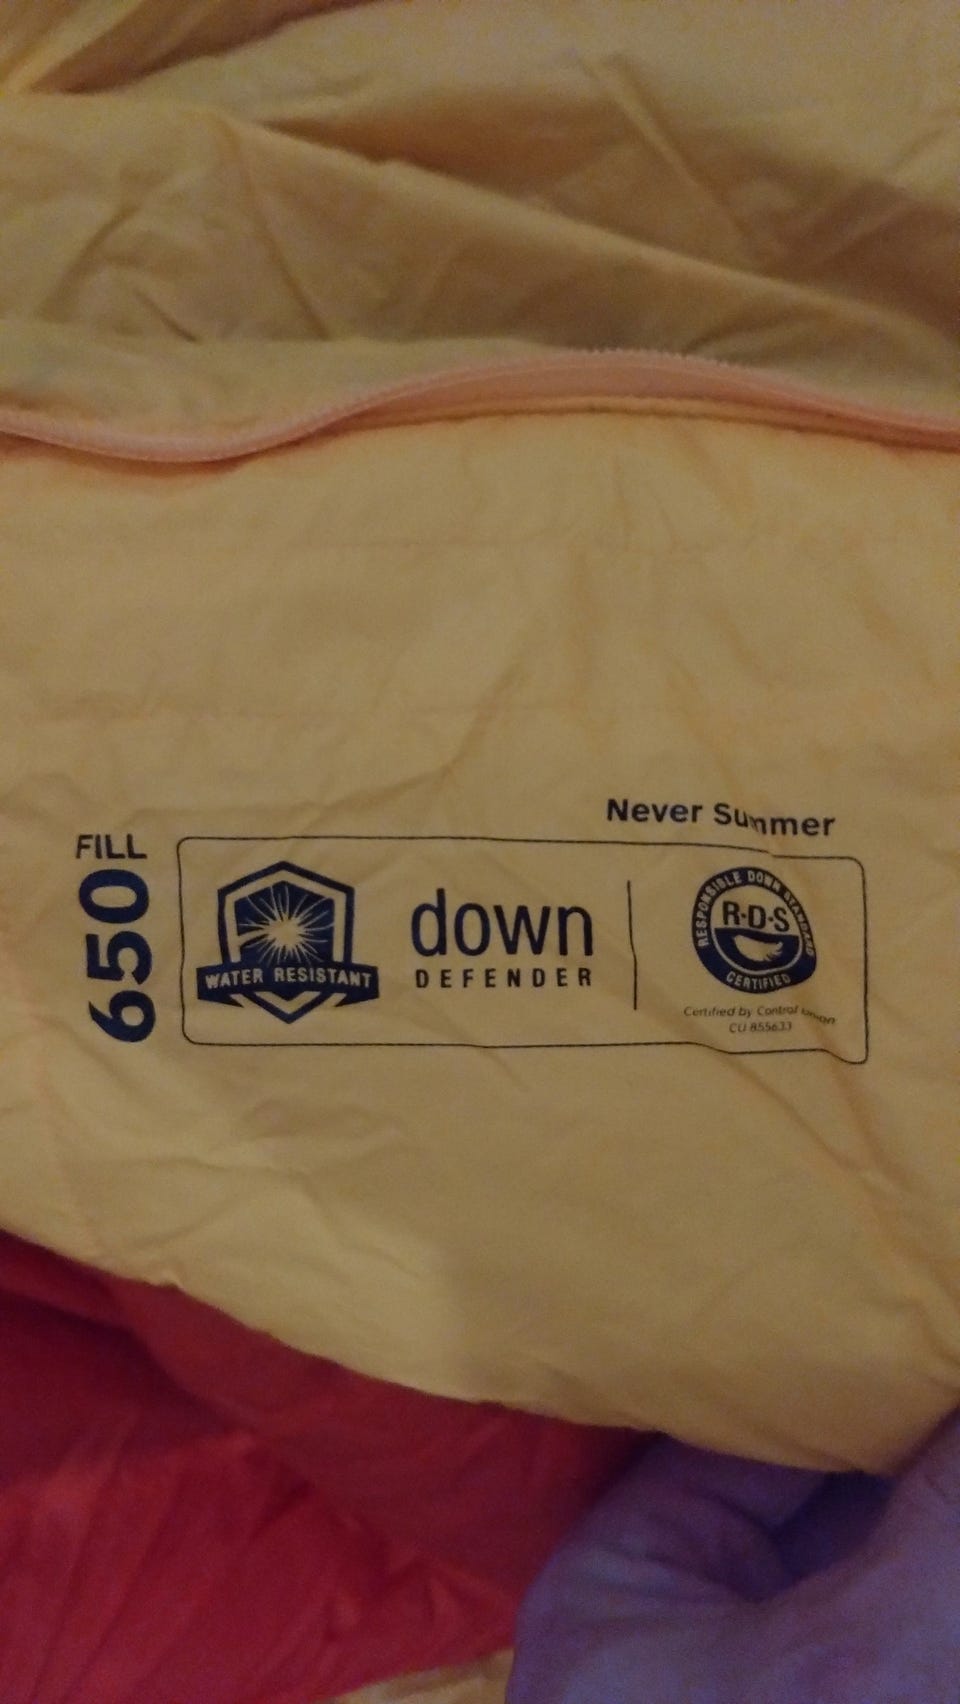 Never Summer
FILL
650
WATER RESISTANT
down
DEFENDER
RESPONSIBLE DOWN STANDARD
R·D·S
CERTIFIED
Certified by Control Union
CU 855633